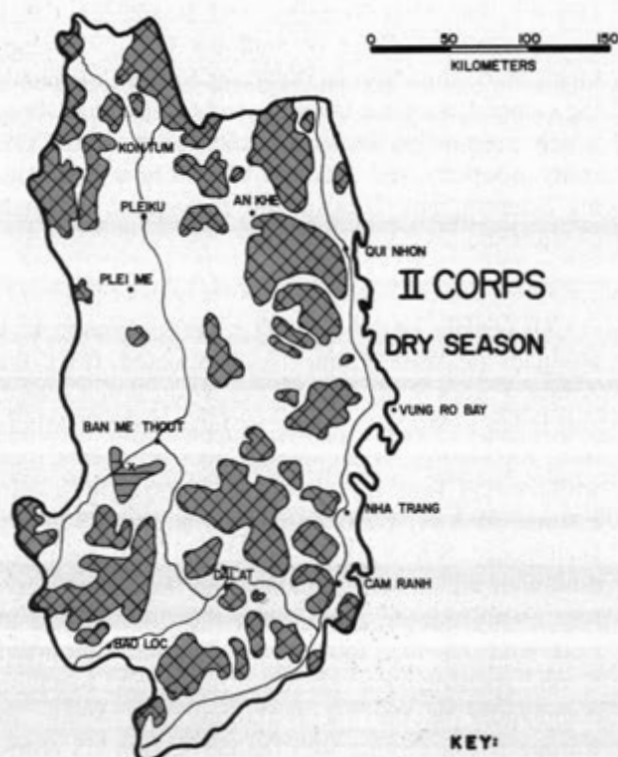 0 50 100 150
KILOMETERS
KONTUM
AN KHE
PLEIKU
QUI NHON
PLEI ME
II CORPS
DRY SEASON
VUNG RO BAY
BAN ME THOUT
NHA TRANG
DALAT
CAM RANH
BAO LOC
KEY: